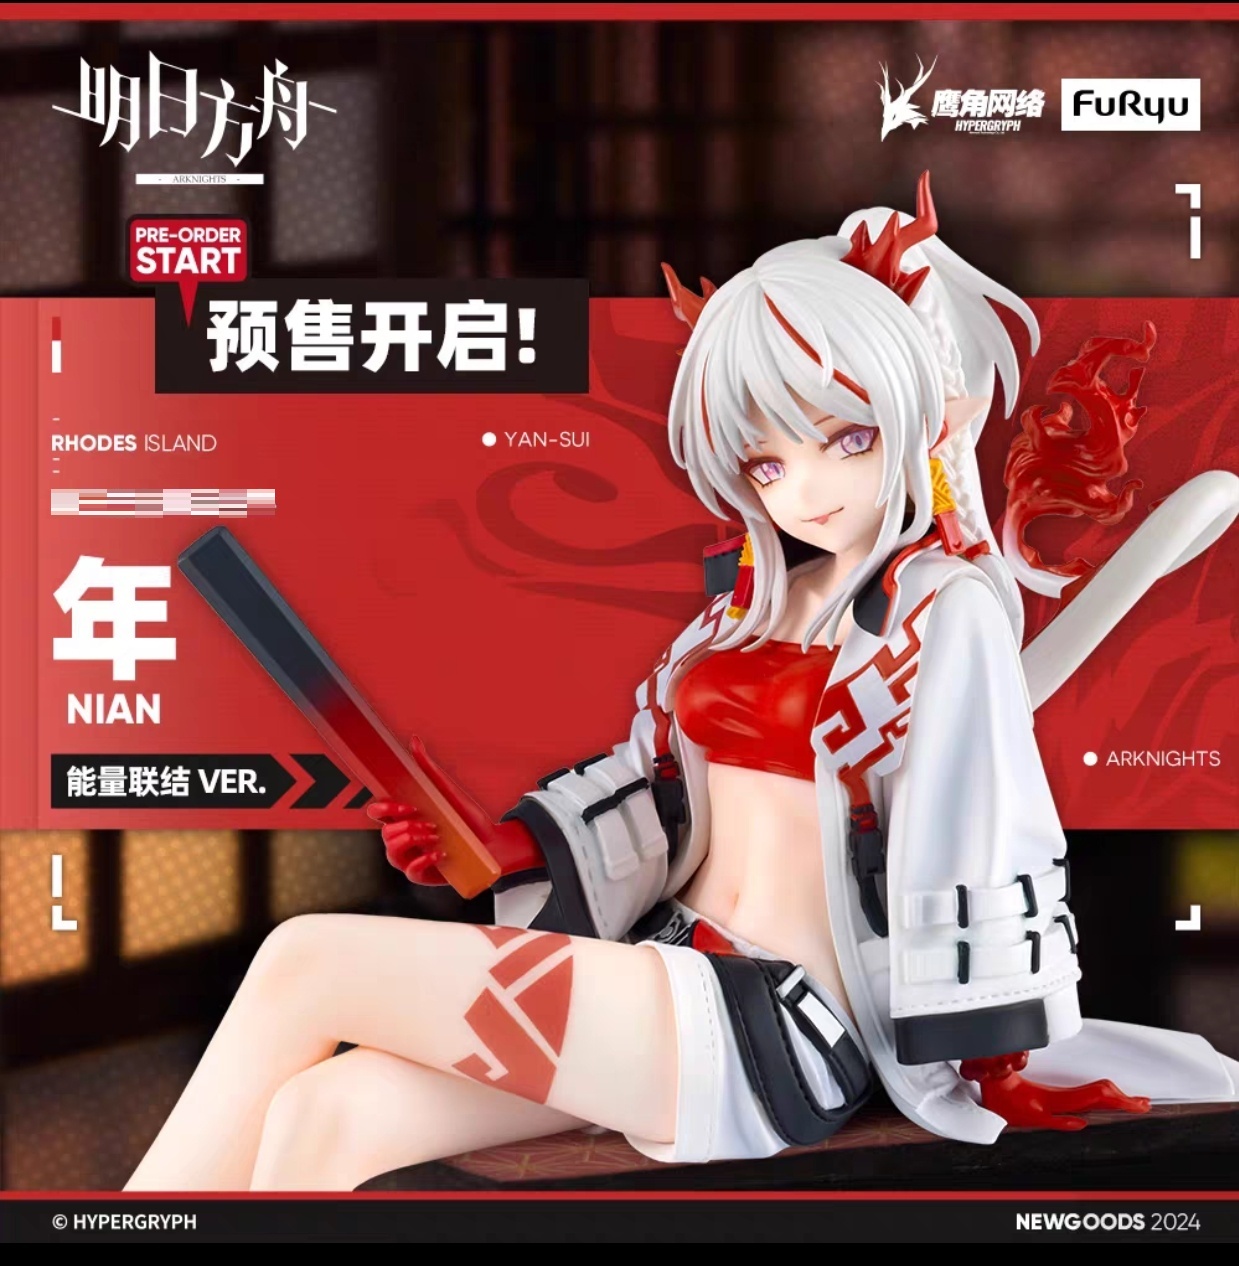 明日方舟
- ARKNIGHTS -
鹰角网络
HYPERGRYPH
FuRyu
PRE-ORDER
START
预售开启!
RHODES ISLAND
YAN-SUI
年
NIAN
能量联结 VER.
ARKNIGHTS
© HYPERGRYPH
NEWGOODS 2024